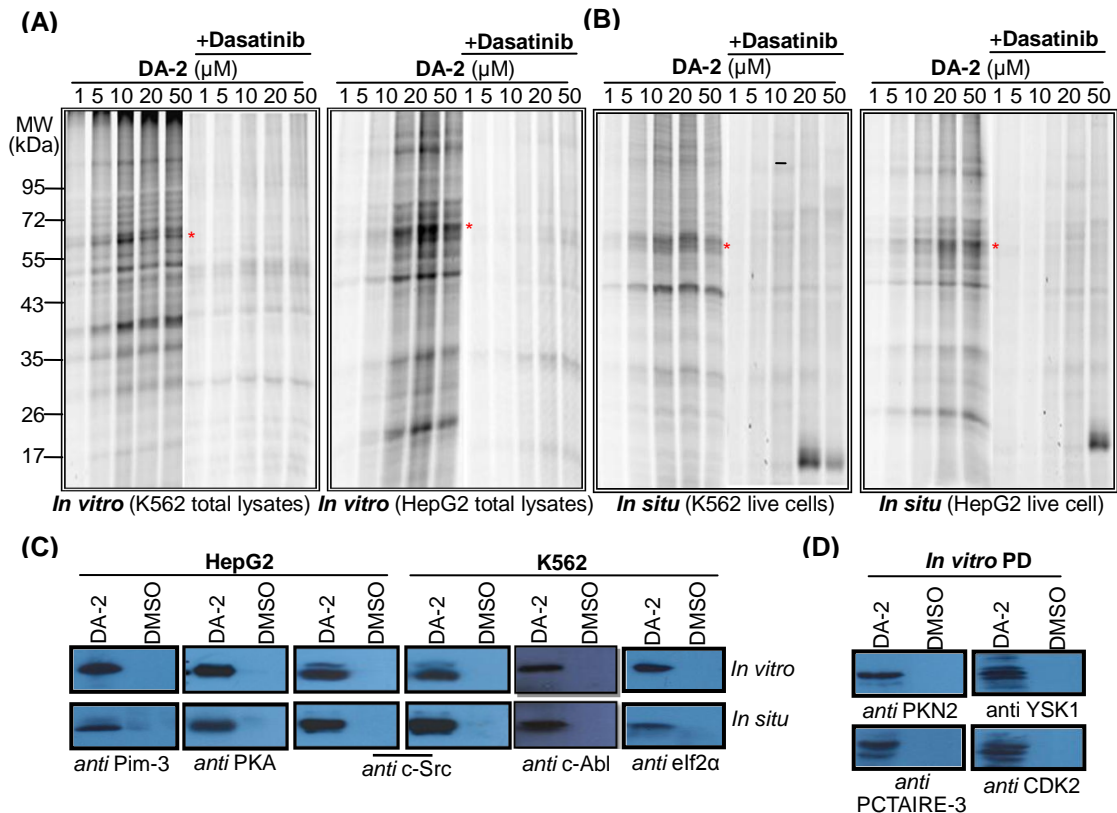 (A) (B)
+Dasatinib +Dasatinib +Dasatinib +Dasatinib
DA-2 (µM) DA-2 (µM) DA-2 (µM) DA-2 (µM)
1 5 10 20 50 1 5 10 20 50 1 5 10 20 50 1 5 10 20 50 1 5 10 20 50 1 5 10 20 50 1 5 10 20 50 1 5 10 20 50
MW
(kDa)
95
72
* * * *
55
43
35
26
17
In vitro (K562 total lysates) In vitro (HepG2 total lysates) In situ (K562 live cells) In situ (HepG2 live cell)
(C)
HepG2 K562
DA-2 DMSO DA-2 DMSO DA-2 DMSO DA-2 DMSO DA-2 DMSO DA-2 DMSO
In vitro
In situ
anti Pim-3 anti PKA anti c-Src anti c-Abl anti eIf2α
(D)
In vitro PD
DA-2 DMSO DA-2 DMSO
anti PKN2 anti YSK1
anti PCTAIRE-3 anti CDK2